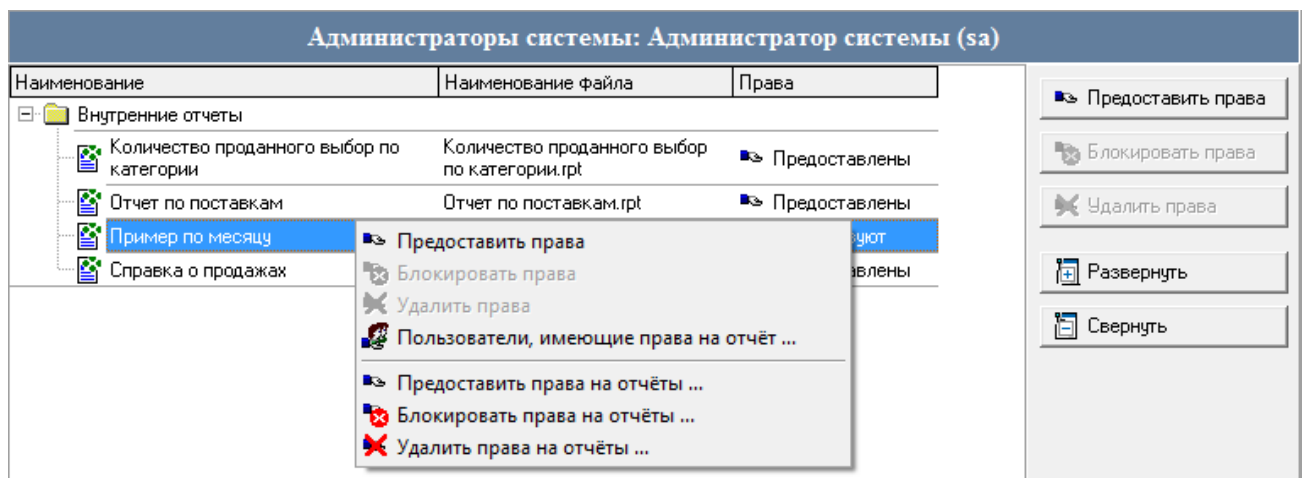 Администраторы системы: Администратор системы (sa)
Наименование Наименование файла Права
Внутренние отчеты
Количество проданного выбор по категории
Количество проданного выбор по категории.rpt
Предоставлены
Отчет по поставкам Отчет по поставкам.rpt Предоставлены
Пример по месяцу
Справка о продажах
Предоставить права
Блокировать права
Удалить права
Пользователи, имеющие права на отчёт ...
Предоставить права на отчёты ...
Блокировать права на отчёты ...
Удалить права на отчёты ...
Предоставить права
Блокировать права
Удалить права
Развернуть
Свернуть